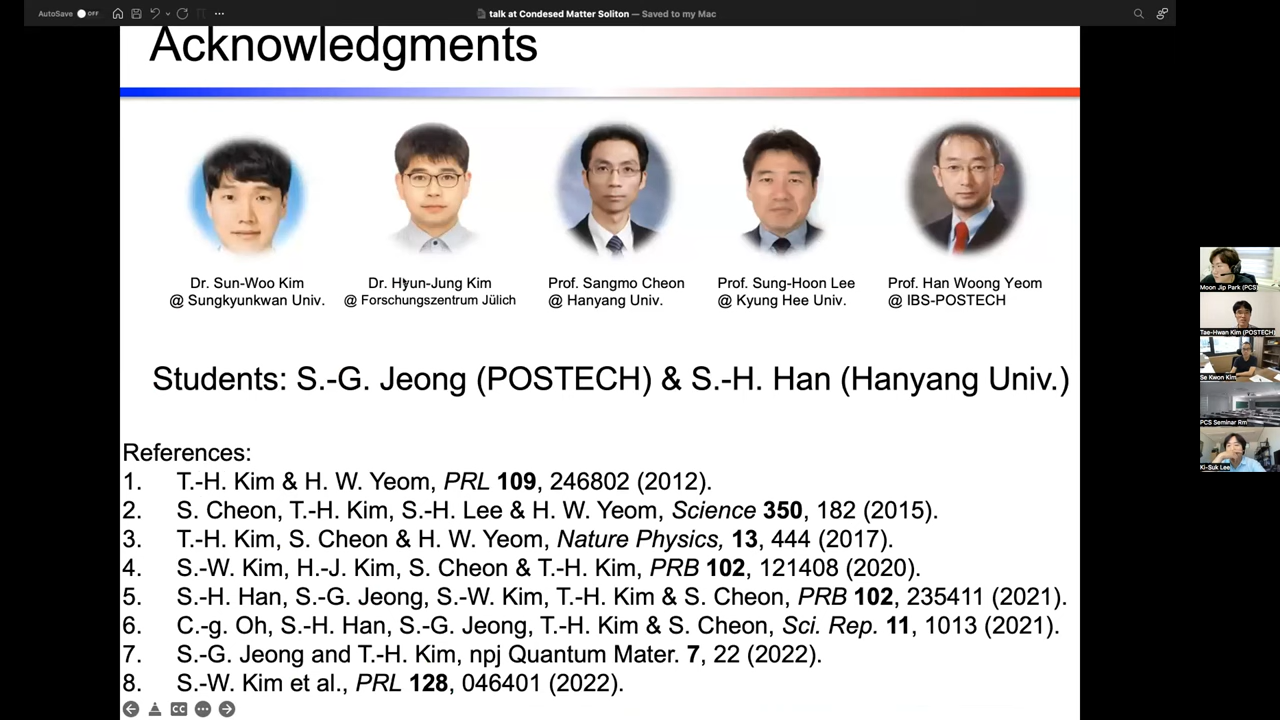 AutoSave OFF
talk at Condesed Matter Soliton — Saved to my Mac
Acknowledgments
Dr. Sun-Woo Kim
@ Sungkyunkwan Univ.
Dr. Hyun-Jung Kim
@ Forschungszentrum Jülich
Prof. Sangmo Cheon
@ Hanyang Univ.
Prof. Sung-Hoon Lee
@ Kyung Hee Univ.
Prof. Han Woong Yeom
@ IBS-POSTECH
Students: S.-G. Jeong (POSTECH) & S.-H. Han (Hanyang Univ.)
References:
1. T.-H. Kim & H. W. Yeom, PRL 109, 246802 (2012).
2. S. Cheon, T.-H. Kim, S.-H. Lee & H. W. Yeom, Science 350, 182 (2015).
3. T.-H. Kim, S. Cheon & H. W. Yeom, Nature Physics, 13, 444 (2017).
4. S.-W. Kim, H.-J. Kim, S. Cheon & T.-H. Kim, PRB 102, 121408 (2020).
5. S.-H. Han, S.-G. Jeong, S.-W. Kim, T.-H. Kim & S. Cheon, PRB 102, 235411 (2021).
6. C.-g. Oh, S.-H. Han, S.-G. Jeong, T.-H. Kim & S. Cheon, Sci. Rep. 11, 1013 (2021).
7. S.-G. Jeong and T.-H. Kim, npj Quantum Mater. 7, 22 (2022).
8. S.-W. Kim et al., PRL 128, 046401 (2022).
CC
Moon Jip Park (PCS)
Tae-Hwan Kim (POSTECH)
Se Kwon Kim
PCS Seminar Rm
Ki-Suk Lee